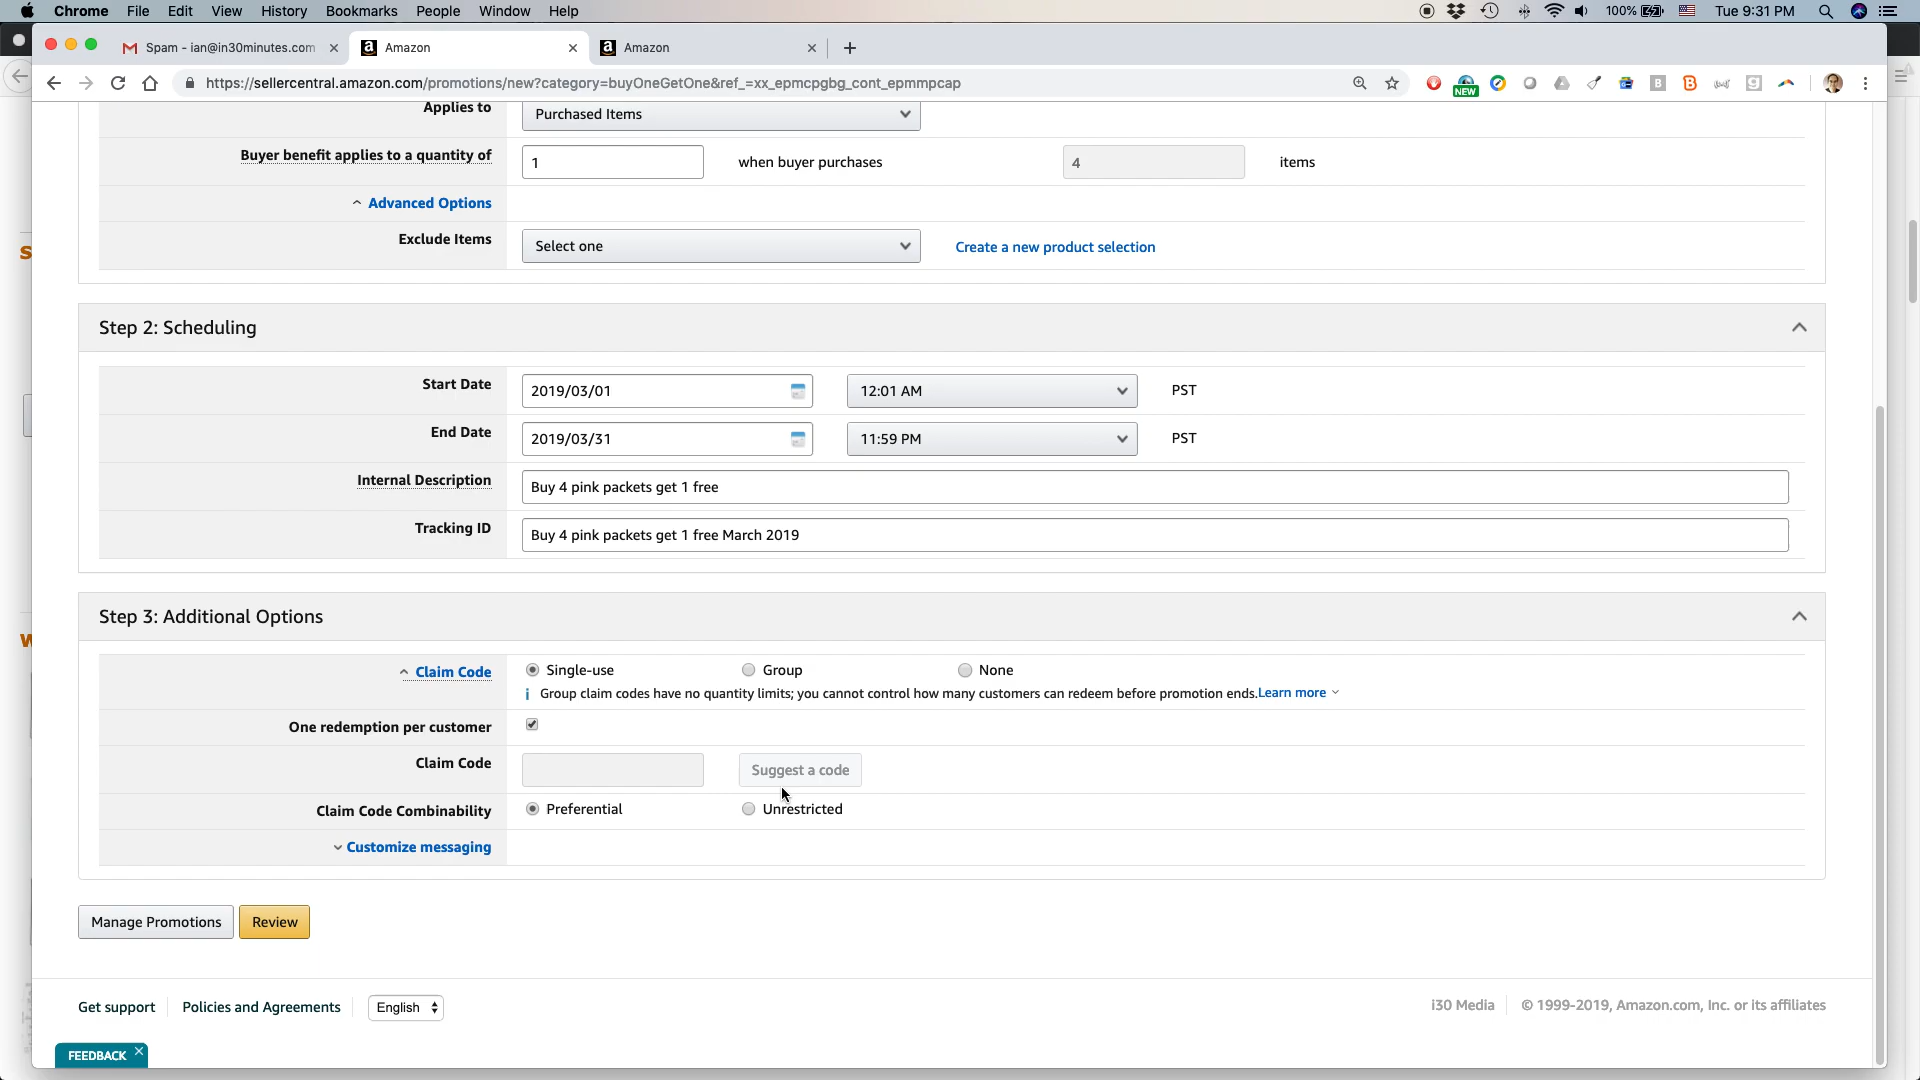 Chrome File Edit View History Bookmarks People Window Help 100% Tue 9:31 PM
Spam - ian@in30minutes.com Amazon Amazon
https://sellercentral.amazon.com/promotions/new?category=buyOneGetOne&ref_=xx_epmcpgbg_cont_epmmpcap NEW
Applies to Purchased Items
Buyer benefit applies to a quantity of 1 when buyer purchases 4 items
Advanced Options
Exclude Items Select one Create a new product selection
Step 2: Scheduling
Start Date 2019/03/01 12:01 AM PST
End Date 2019/03/31 11:59 PM PST
Internal Description Buy 4 pink packets get 1 free
Tracking ID Buy 4 pink packets get 1 free March 2019
Step 3: Additional Options
Claim Code Single-use Group None
Group claim codes have no quantity limits; you cannot control how many customers can redeem before promotion ends.Learn more
One redemption per customer
Claim Code Suggest a code
Claim Code Combinability Preferential Unrestricted
Customize messaging
Manage Promotions Review
Get support Policies and Agreements English i30 Media © 1999-2019, Amazon.com, Inc. or its affiliates
FEEDBACK